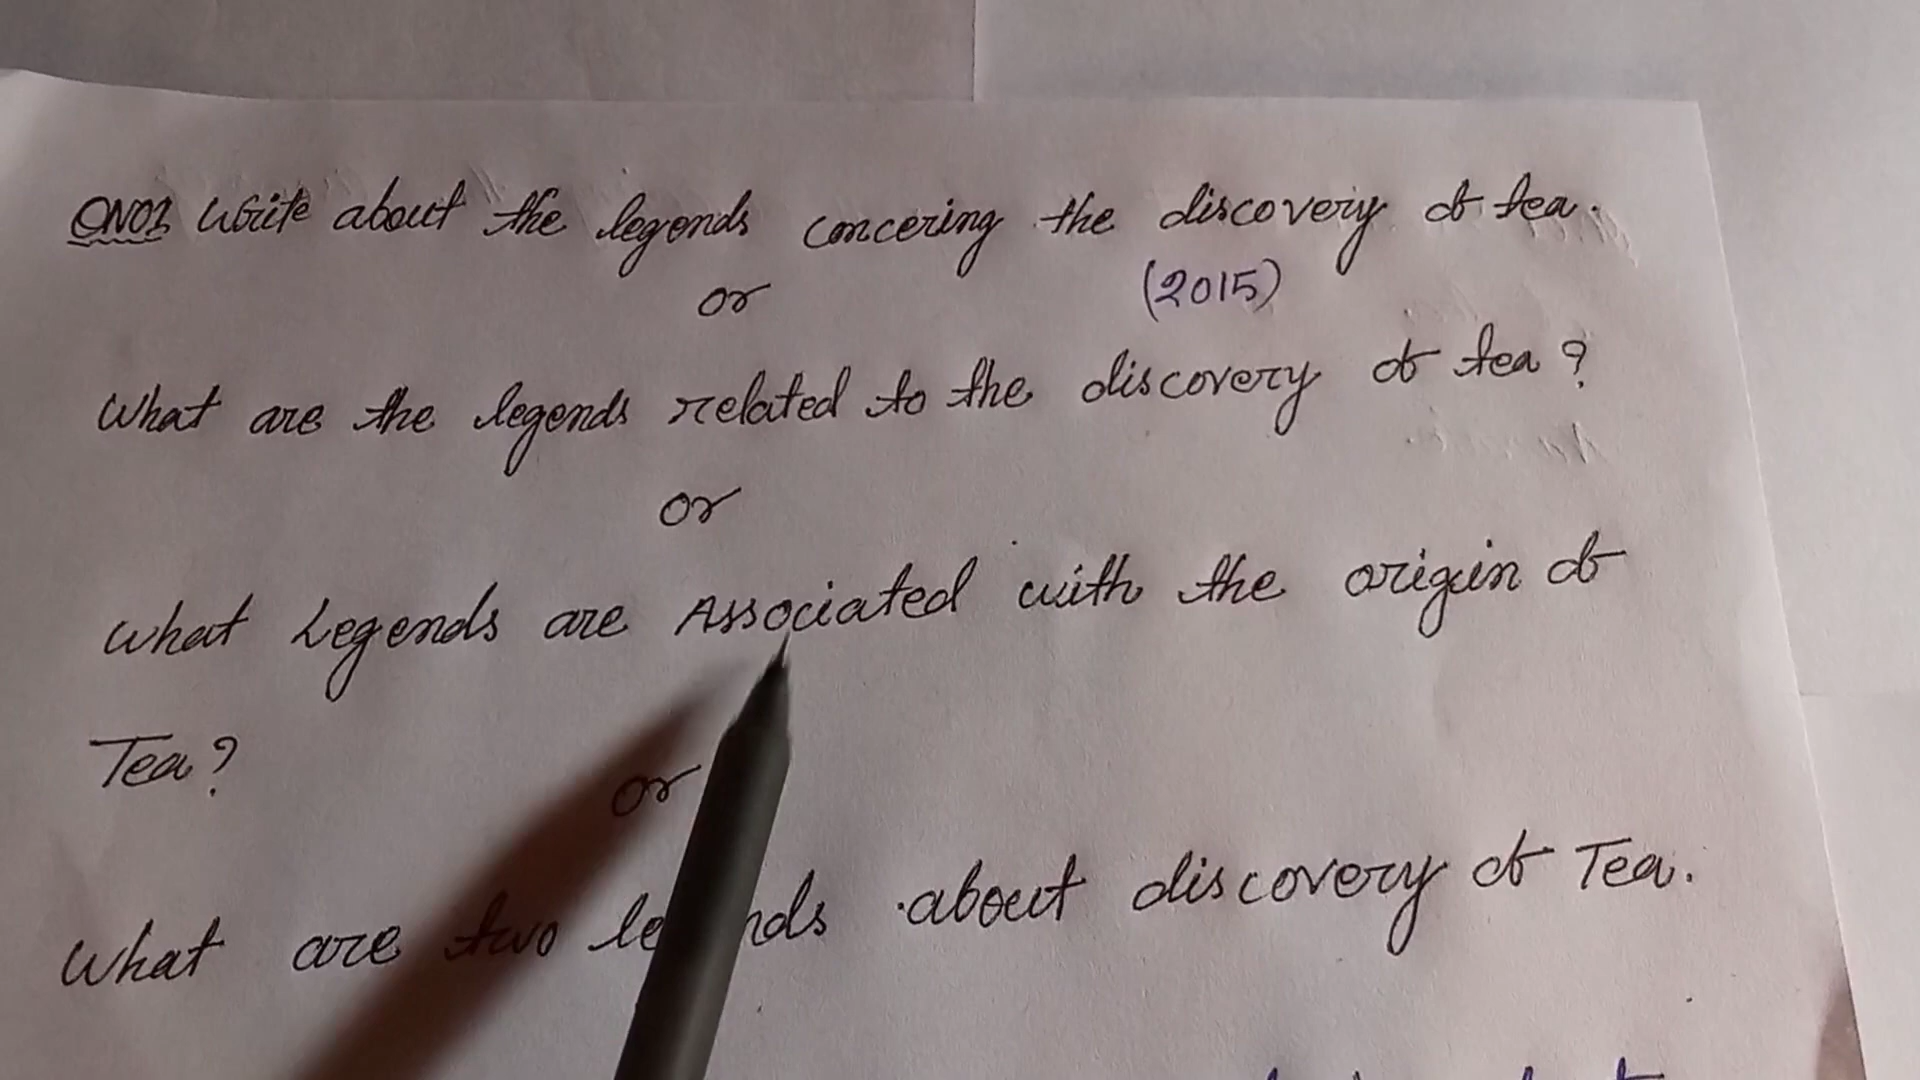 QNO1 Write about the legends concering the discovery of tea.
or (2015)
What are the legends related to the discovery of tea?
or
What Legends are Associated with the origin of
Tea?
or
What are two about discovery of Tea.